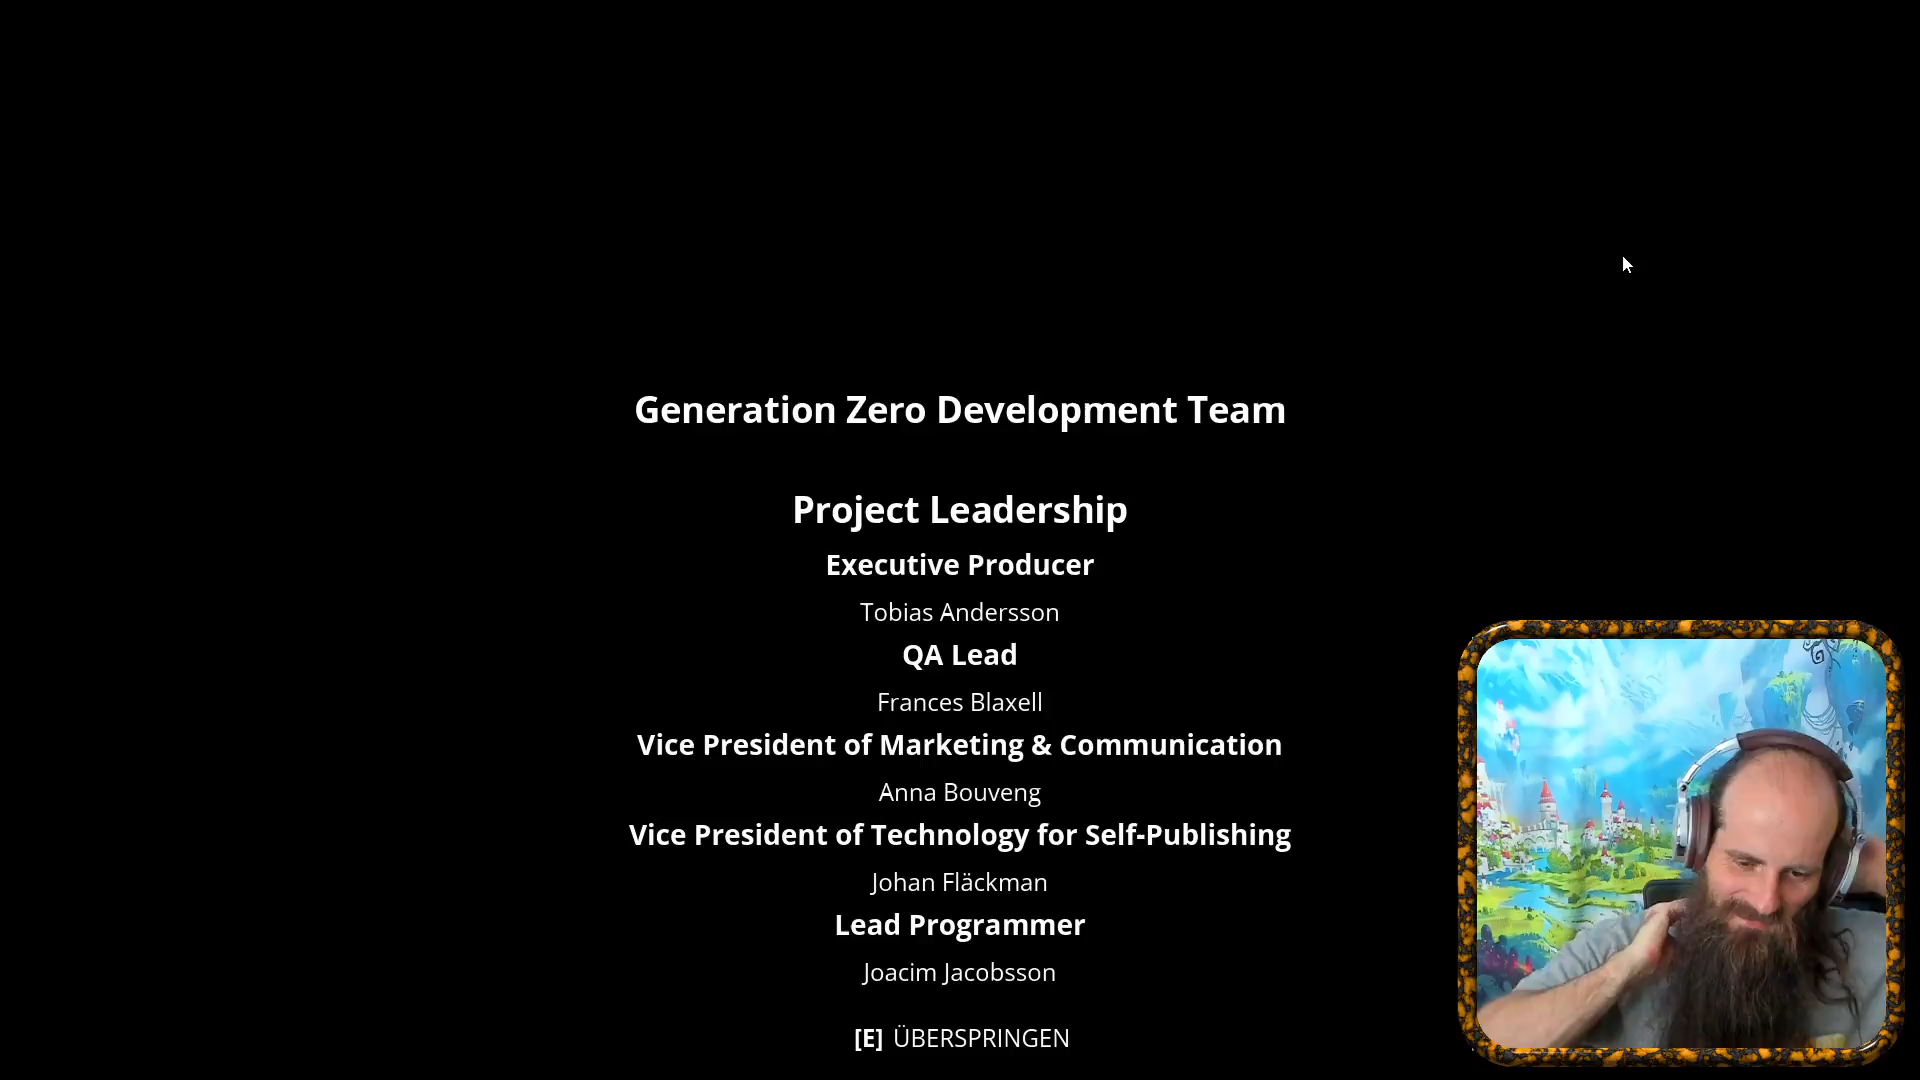 Generation Zero Development Team
Project Leadership
Executive Producer
Tobias Andersson
QA Lead
Frances Blaxell
Vice President of Marketing & Communication
Anna Bouveng
Vice President of Technology for Self-Publishing
Johan Fläckman
Lead Programmer
Joacim Jacobsson
[E] ÜBERSPRINGEN